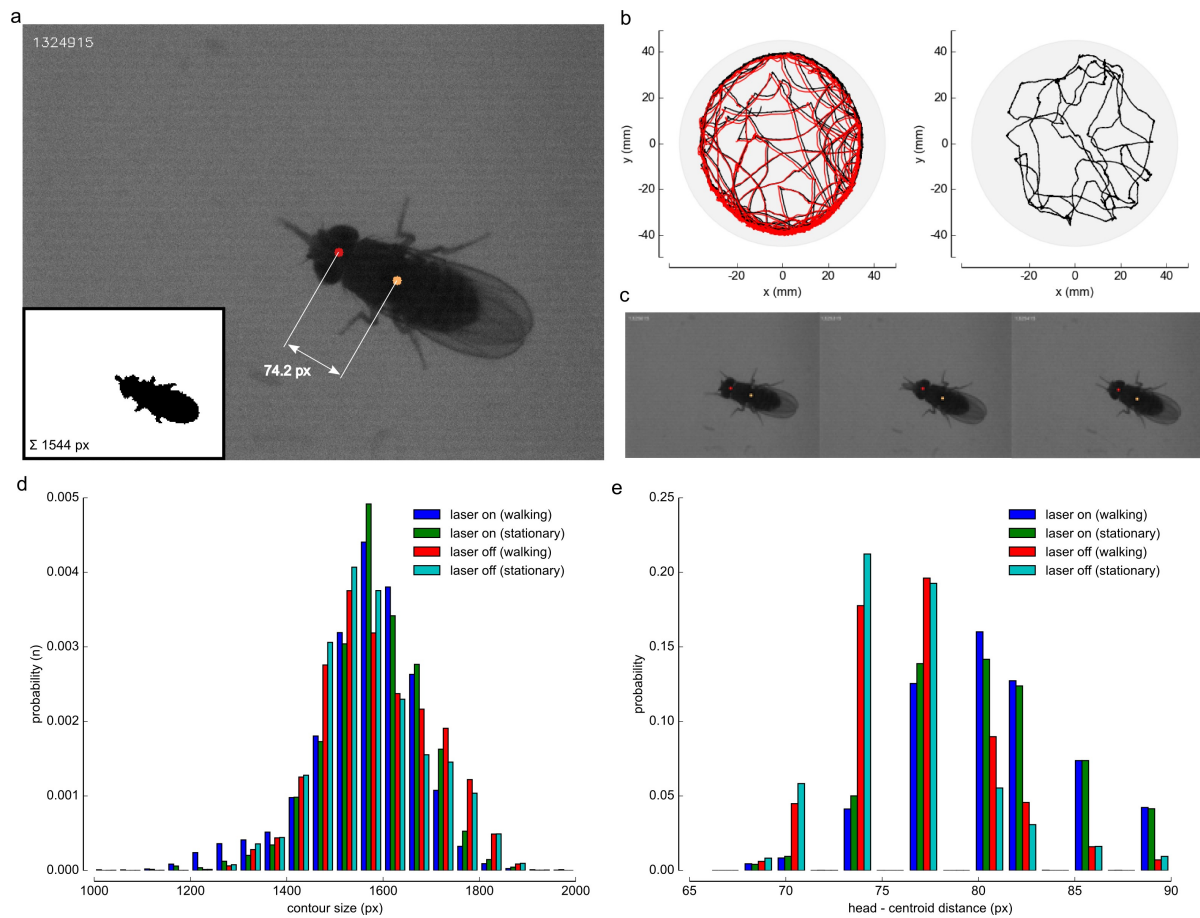 a
1324915
74.2 px
Σ 1544 px
b
40
20
0
-20
-40
y (mm)
-20 0 20 40
x (mm)
40
20
0
-20
-40
y (mm)
-20 0 20 40
x (mm)
c
d
0.005
0.004
0.003
0.002
0.001
0.000
probability (n)
laser on (walking)
laser on (stationary)
laser off (walking)
laser off (stationary)
1000 1200 1400 1600 1800 2000
contour size (px)
e
0.25
0.20
0.15
0.10
0.05
0.00
probability
laser on (walking)
laser on (stationary)
laser off (walking)
laser off (stationary)
65 70 75 80 85 90
head - centroid distance (px)